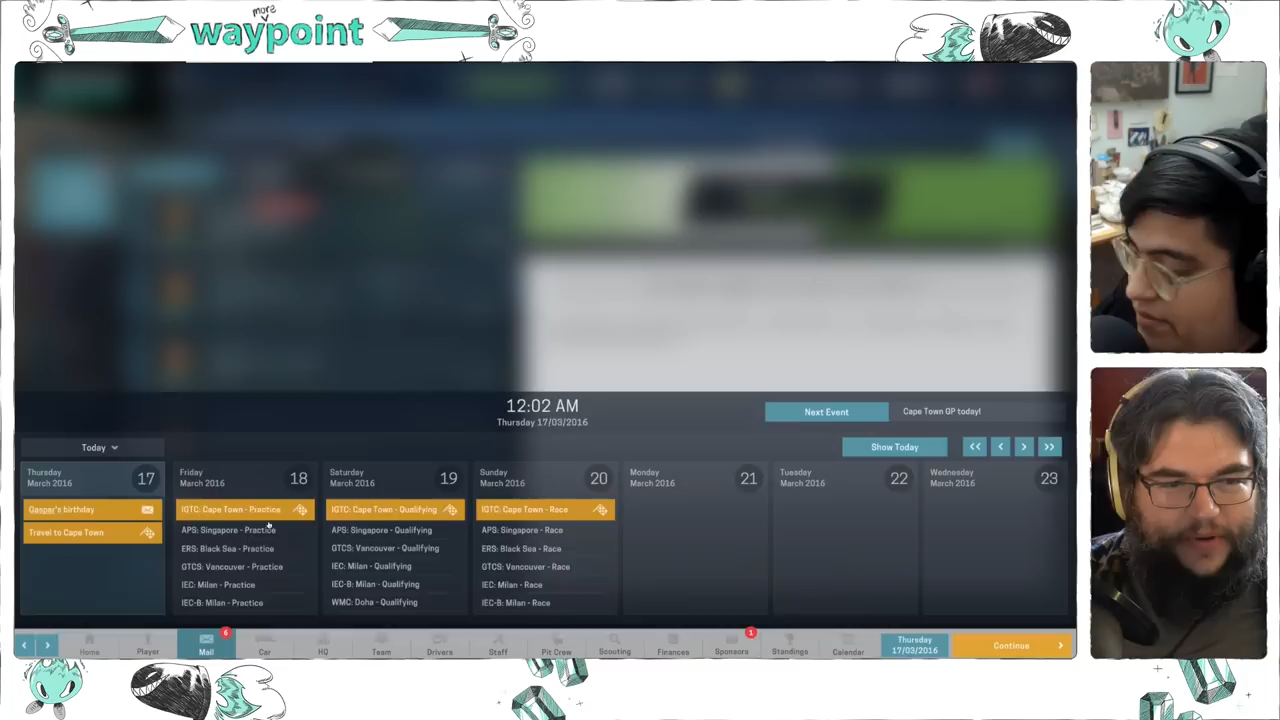 more
waypoint
12:02 AM
Thursday 17/03/2016
Next Event
Cape Town GP today!
Today
Show Today
<< < > >>
Thursday
March 2016
17
Gaspar's birthday
Travel to Cape Town
Friday
March 2016
18
IGTC: Cape Town - Practice
APS: Singapore - Practice
ERS: Black Sea - Practice
GTCS: Vancouver - Practice
IEC: Milan - Practice
IEC-B: Milan - Practice
Saturday
March 2016
19
IGTC: Cape Town - Qualifying
APS: Singapore - Qualifying
GTCS: Vancouver - Qualifying
IEC: Milan - Qualifying
IEC-B: Milan - Qualifying
WMC: Doha - Qualifying
Sunday
March 2016
20
IGTC: Cape Town - Race
APS: Singapore - Race
ERS: Black Sea - Race
GTCS: Vancouver - Race
IEC: Milan - Race
IEC-B: Milan - Race
Monday
March 2016
21
Tuesday
March 2016
22
Wednesday
March 2016
23
< >
Home
Player
6
Mail
Car
HQ
Team
Drivers
Staff
Pit Crew
Scouting
Finances
1
Sponsors
Standings
Calendar
Thursday
17/03/2016
Continue >